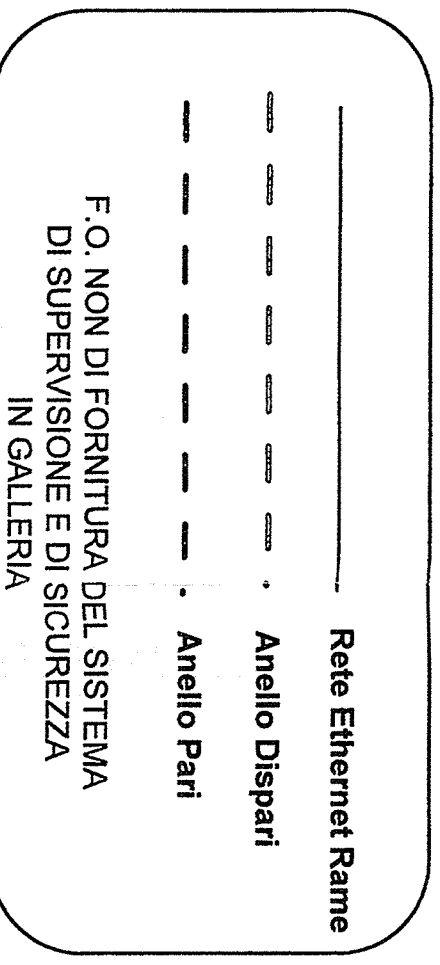 Rete Ethernet Rame
Anello Dispari
Anello Pari
F.O. NON DI FORNITURA DEL SISTEMA
DI SUPERVISIONE E DI SICUREZZA
IN GALLERIA